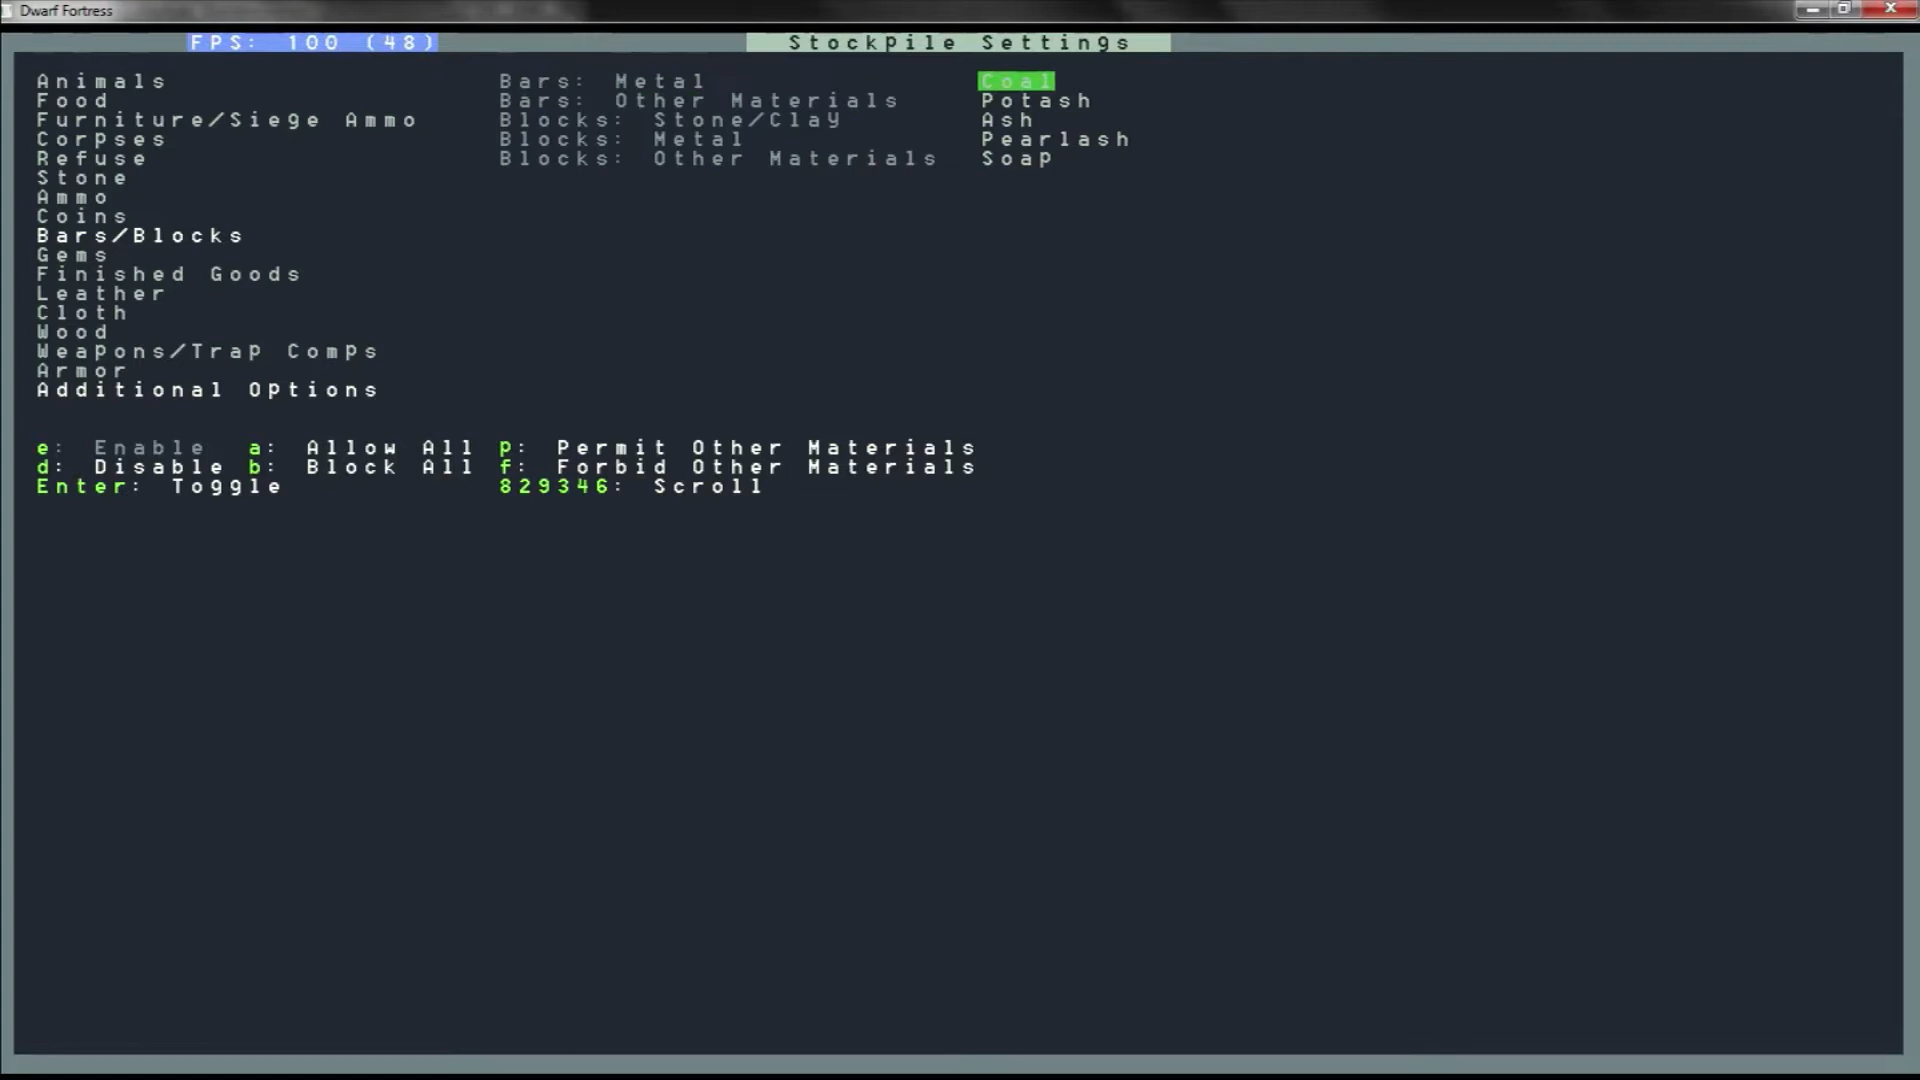 Dwarf Fortress
FPS: 100 (48)
Stockpile Settings
Animals
Food
Furniture/Siege Ammo
Corpses
Refuse
Stone
Ammo
Coins
Bars/Blocks
Gems
Finished Goods
Leather
Cloth
Wood
Weapons/Trap Comps
Armor
Additional Options
Bars: Metal
Bars: Other Materials
Blocks: Stone/Clay
Blocks: Metal
Blocks: Other Materials
Coal
Potash
Ash
Pearlash
Soap
e: Enable a: Allow All p: Permit Other Materials
d: Disable b: Block All f: Forbid Other Materials
Enter: Toggle 829346: Scroll